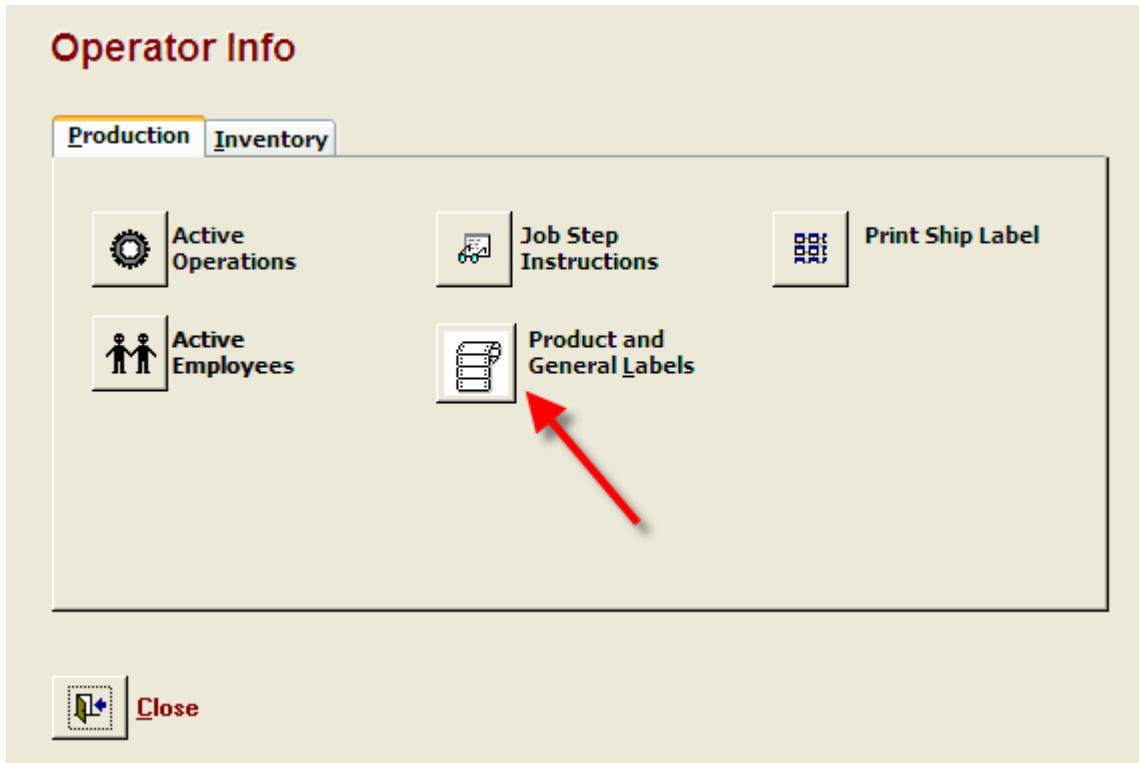 Operator Info
Production
Inventory
Active
Operations
Job Step
Instructions
Print Ship Label
Active
Employees
Product and
General Labels
Close